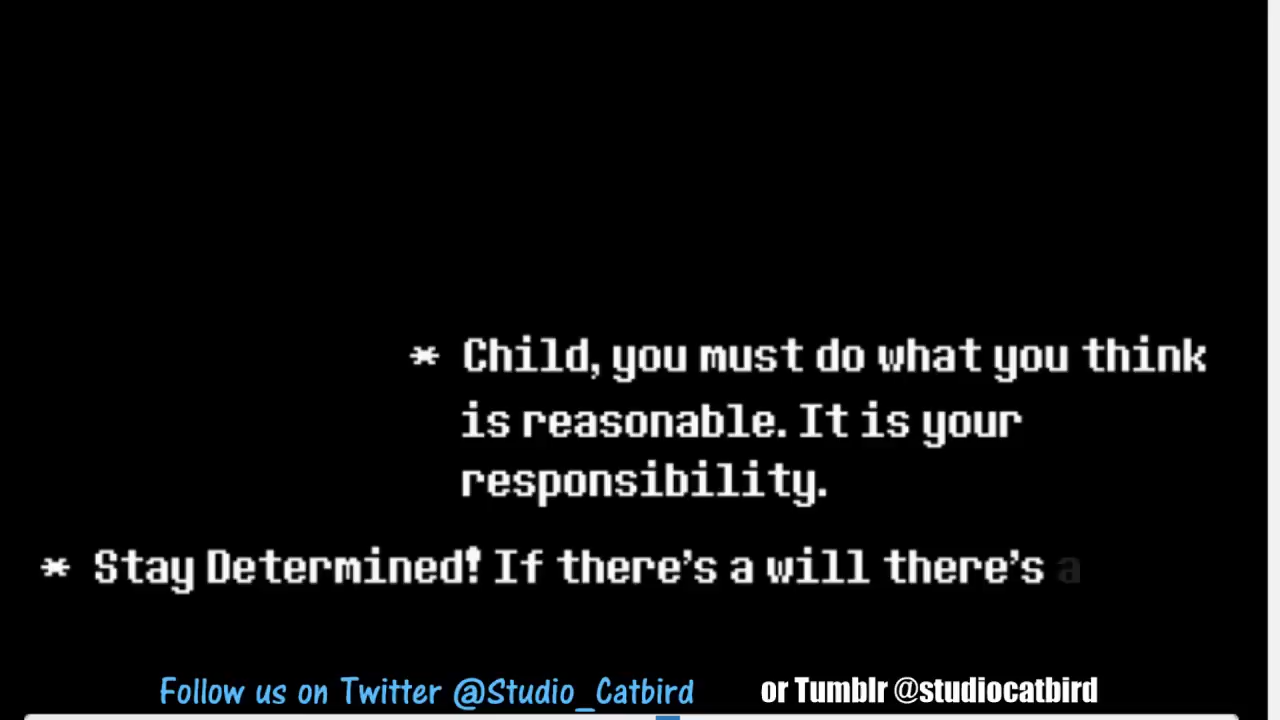 * Child, you must do what you think
is reasonable. It is your
responsibility.
* Stay Determined! If there's a will there's a
Follow us on Twitter @Studio_Catbird or Tumblr @studiocatbird